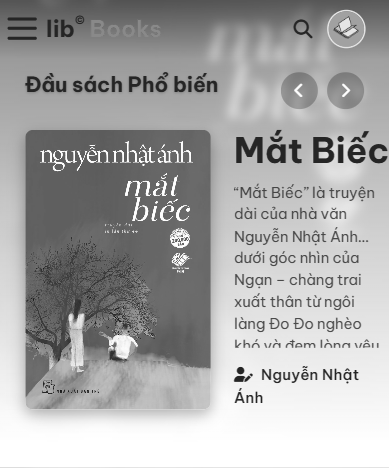 lib© Books
Đầu sách Phổ biến
nguyễn nhật ánh
mắt
biếc
Mắt Biếc
“Mắt Biếc” là truyện
dài của nhà văn
Nguyễn Nhật Ánh...
dưới góc nhìn của
Ngạn – chàng trai
xuất thân từ ngôi
làng Đo Đo nghèo
khó và đem lòng yêu
Nguyễn Nhật
Ánh